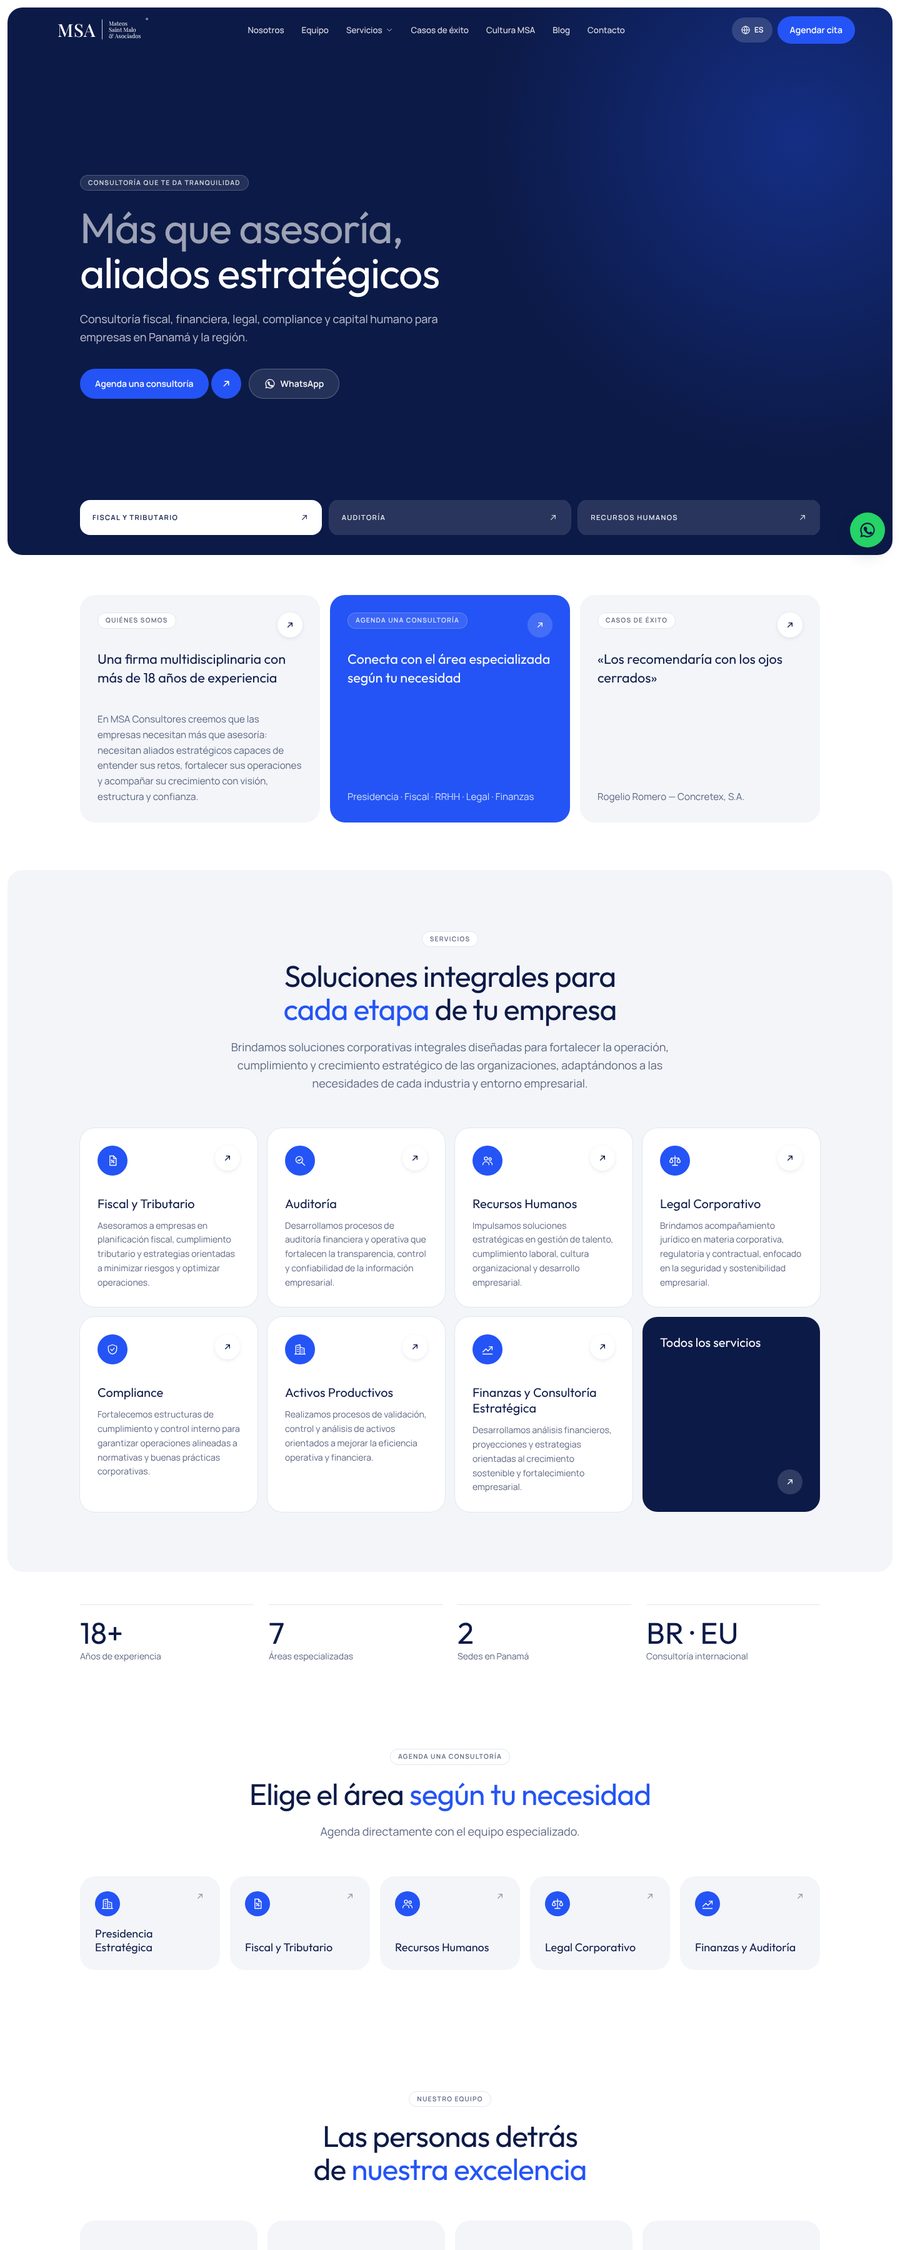 MSA
Mateos
Saint Malo
& Asociados
Nosotros
Equipo
Servicios
Casos de éxito
Cultura MSA
Blog
Contacto
ES
Agendar cita
CONSULTORÍA QUE TE DA TRANQUILIDAD
Más que asesoría,
aliados estratégicos
Consultoría fiscal, financiera, legal, compliance y capital humano para
empresas en Panamá y la región.
Agenda una consultoría
WhatsApp
FISCAL Y TRIBUTARIO
AUDITORÍA
RECURSOS HUMANOS
QUIÉNES SOMOS
Una firma multidisciplinaria con
más de 18 años de experiencia
En MSA Consultores creemos que las
empresas necesitan más que asesoría:
necesitan aliados estratégicos capaces de
entender sus retos, fortalecer sus operaciones
y acompañar su crecimiento con visión,
estructura y confianza.
AGENDA UNA CONSULTORÍA
Conecta con el área especializada
según tu necesidad
Presidencia · Fiscal · RRHH · Legal · Finanzas
CASOS DE ÉXITO
«Los recomendaría con los ojos
cerrados»
Rogelio Romero — Concretex, S.A.
SERVICIOS
Soluciones integrales para
cada etapa de tu empresa
Brindamos soluciones corporativas integrales diseñadas para fortalecer la operación,
cumplimiento y crecimiento estratégico de las organizaciones, adaptándonos a las
necesidades de cada industria y entorno empresarial.
Fiscal y Tributario
Asesoramos a empresas en
planificación fiscal, cumplimiento
tributario y estrategias orientadas
a minimizar riesgos y optimizar
operaciones.
Auditoría
Desarrollamos procesos de
auditoría financiera y operativa que
fortalecen la transparencia, control
y confiabilidad de la información
empresarial.
Recursos Humanos
Impulsamos soluciones
estratégicas en gestión de talento,
cumplimiento laboral, cultura
organizacional y desarrollo
empresarial.
Legal Corporativo
Brindamos acompañamiento
jurídico en materia corporativa,
regulatoria y contractual, enfocado
en la seguridad y sostenibilidad
empresarial.
Compliance
Fortalecemos estructuras de
cumplimiento y control interno para
garantizar operaciones alineadas a
normativas y buenas prácticas
corporativas.
Activos Productivos
Realizamos procesos de validación,
control y análisis de activos
orientados a mejorar la eficiencia
operativa y financiera.
Finanzas y Consultoría
Estratégica
Desarrollamos análisis financieros,
proyecciones y estrategias
orientadas al crecimiento
sostenible y fortalecimiento
empresarial.
Todos los servicios
18+
Años de experiencia
7
Áreas especializadas
2
Sedes en Panamá
BR · EU
Consultoría internacional
AGENDA UNA CONSULTORÍA
Elige el área según tu necesidad
Agenda directamente con el equipo especializado.
Presidencia
Estratégica
Fiscal y Tributario
Recursos Humanos
Legal Corporativo
Finanzas y Auditoría
NUESTRO EQUIPO
Las personas detrás
de nuestra excelencia